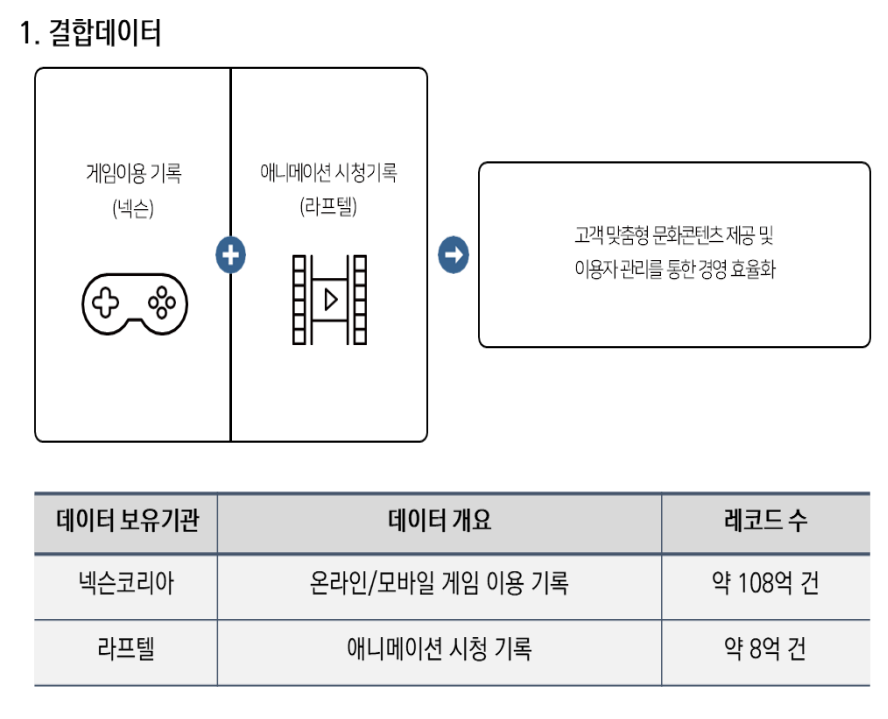 1. 결합데이터
게임이용 기록
(넥슨)
애니메이션 시청기록
(라프텔)
고객 맞춤형 문화콘텐츠 제공 및
이용자 관리를 통한 경영 효율화
데이터 보유기관 데이터 개요 레코드 수
넥슨코리아 온라인/모바일 게임 이용 기록 약 108억 건
라프텔 애니메이션 시청 기록 약 8억 건